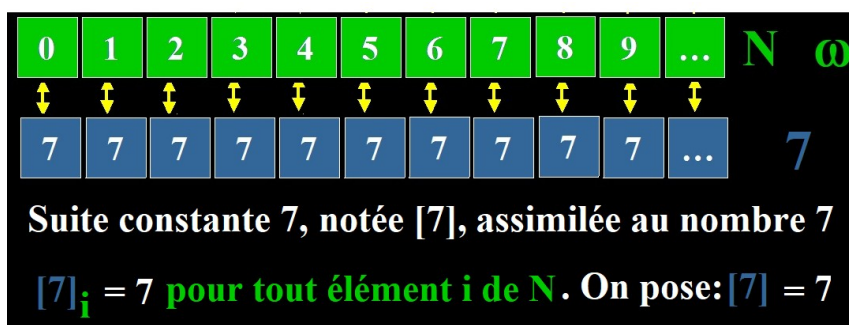 0 1 2 3 4 5 6 7 8 9 ... N ω
7 7 7 7 7 7 7 7 7 7 ... 7
Suite constante 7, notée [7], assimilée au nombre 7
[7]i = 7 pour tout élément i de N. On pose: [7] = 7